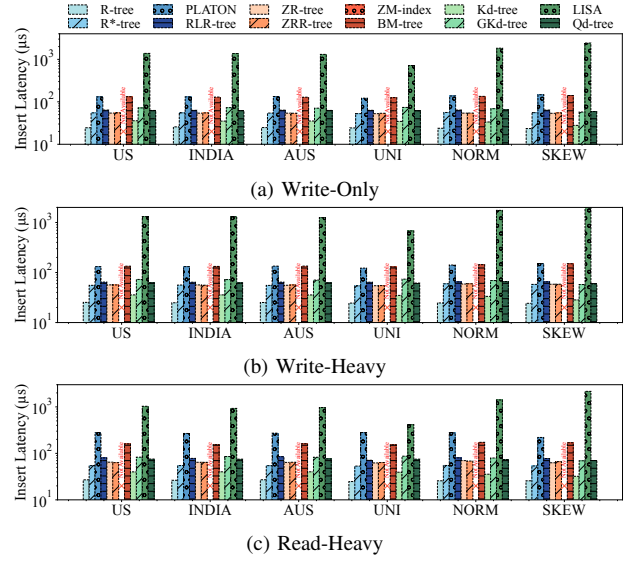 R-tree PLATON ZR-tree ZM-index Kd-tree LISA
R*-tree RLR-tree ZRR-tree BM-tree GKd-tree Qd-tree
Insert Latency (µs)
10³
10²
10¹
US INDIA AUS UNI NORM SKEW
(a) Write-Only
Insert Latency (µs)
10³
10²
10¹
US INDIA AUS UNI NORM SKEW
(b) Write-Heavy
Insert Latency (µs)
10³
10²
10¹
US INDIA AUS UNI NORM SKEW
(c) Read-Heavy